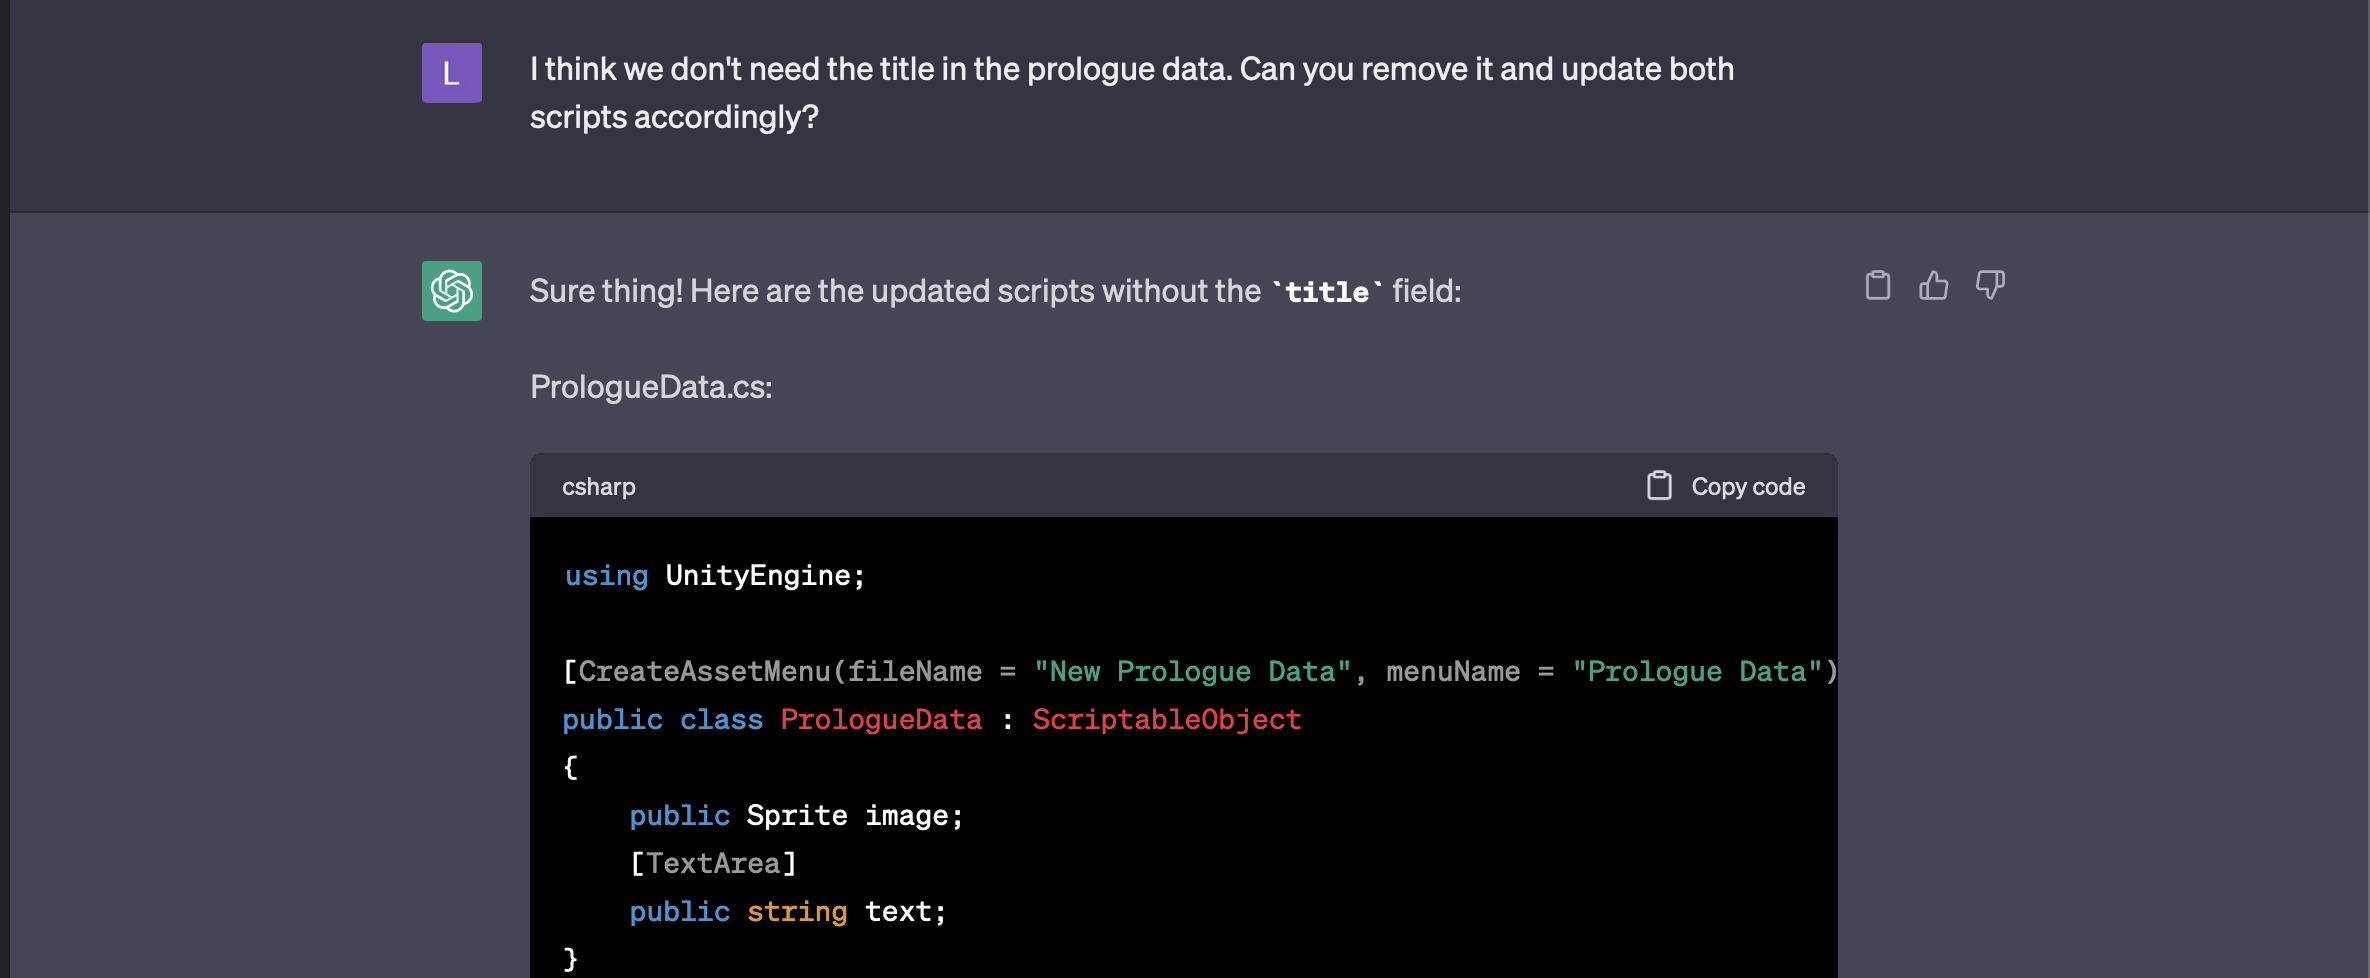 L
I think we don't need the title in the prologue data. Can you remove it and update both
scripts accordingly?
Sure thing! Here are the updated scripts without the `title` field:
PrologueData.cs:
csharp
Copy code
using UnityEngine;
[CreateAssetMenu(fileName = "New Prologue Data", menuName = "Prologue Data")
public class PrologueData : ScriptableObject
{
    public Sprite image;
    [TextArea]
    public string text;
}